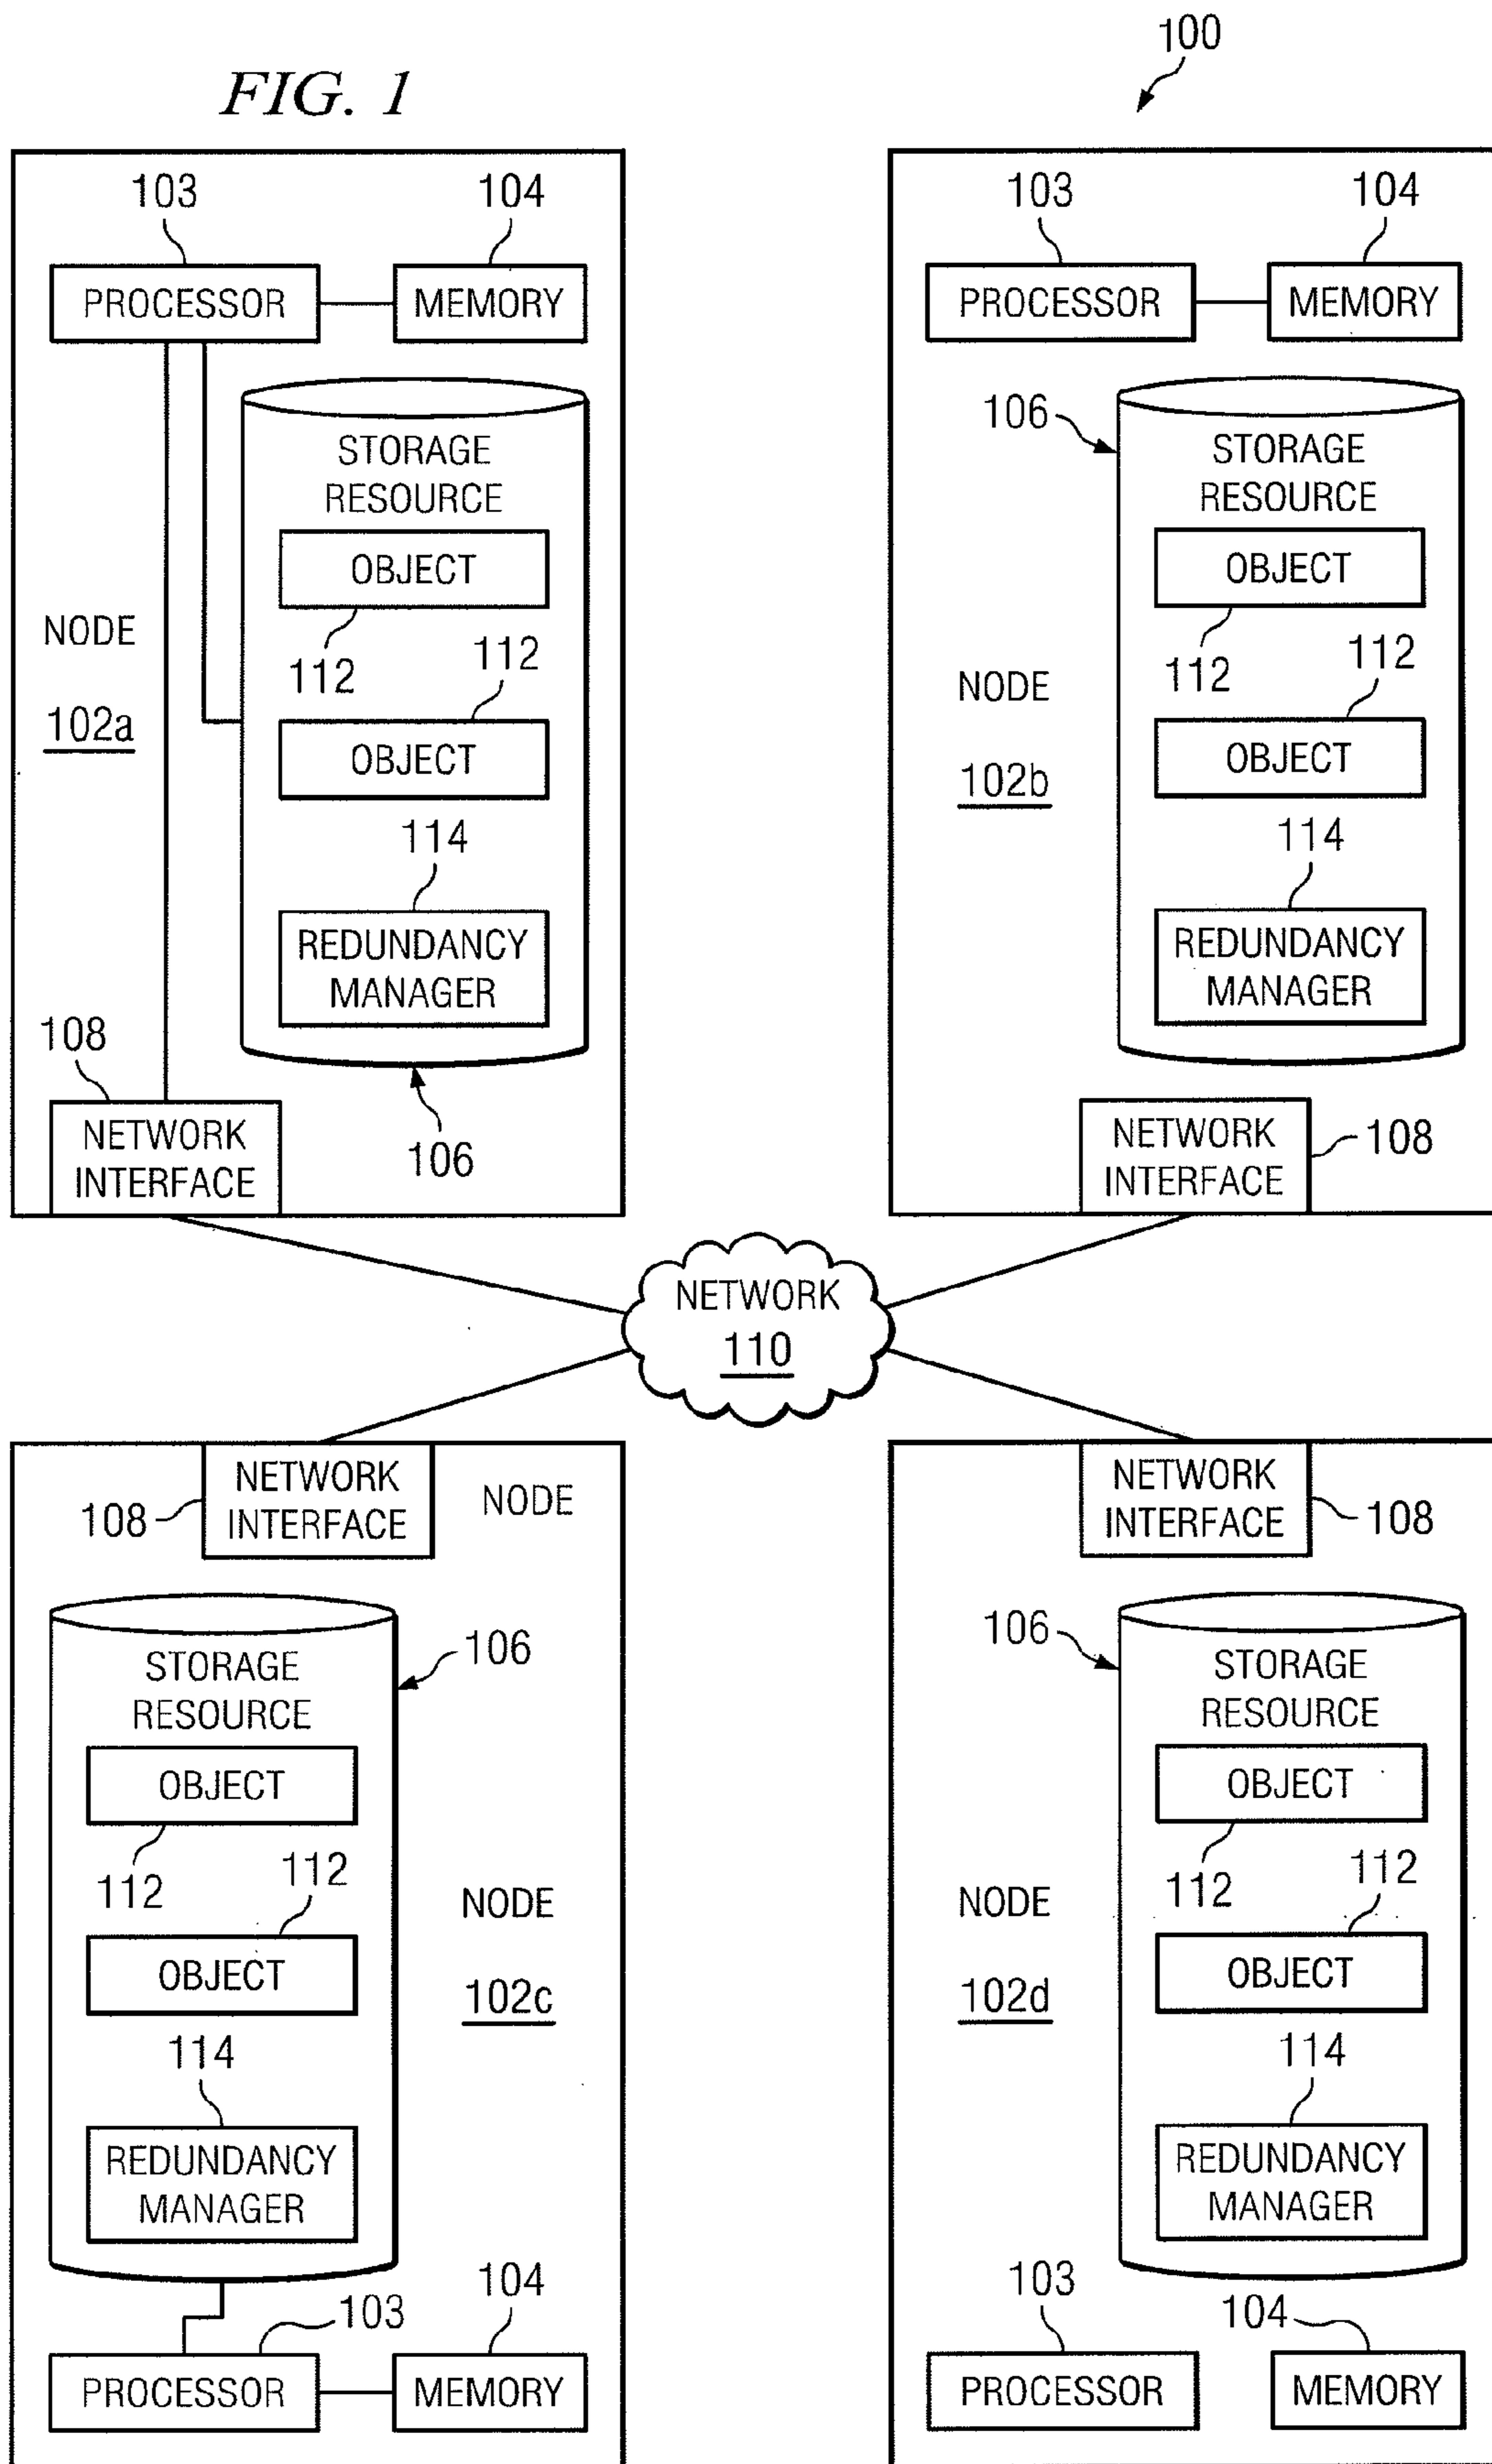 FIG. 1
100
103
104
PROCESSOR
MEMORY
STORAGE
RESOURCE
OBJECT
112
NODE
102a
112
OBJECT
114
REDUNDANCY
MANAGER
108
NETWORK
INTERFACE
106
103
104
PROCESSOR
MEMORY
106
STORAGE
RESOURCE
OBJECT
112
112
NODE
102b
OBJECT
114
REDUNDANCY
MANAGER
NETWORK
INTERFACE
108
NETWORK
110
NETWORK
INTERFACE
108
NODE
STORAGE
RESOURCE
106
OBJECT
112
112
NODE
102c
OBJECT
114
REDUNDANCY
MANAGER
103
104
PROCESSOR
MEMORY
NETWORK
INTERFACE
108
106
STORAGE
RESOURCE
OBJECT
112
112
NODE
102d
OBJECT
114
REDUNDANCY
MANAGER
103
104
PROCESSOR
MEMORY